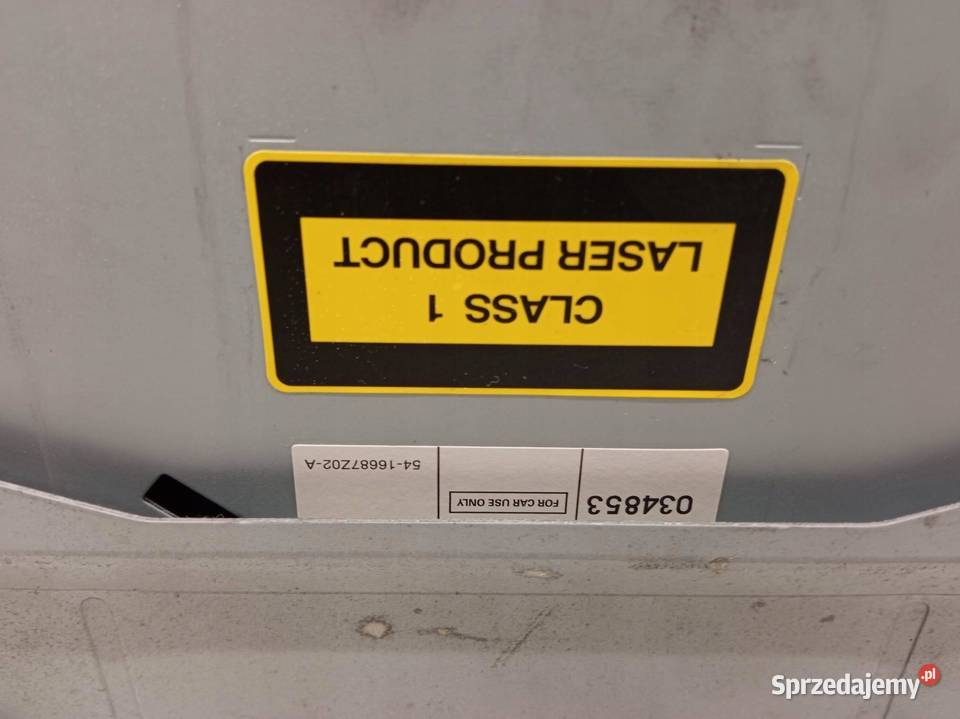 CLASS 1
LASER PRODUCT
034853
FOR CAR USE ONLY
54-16687Z02-A
Sprzedajemy.pl